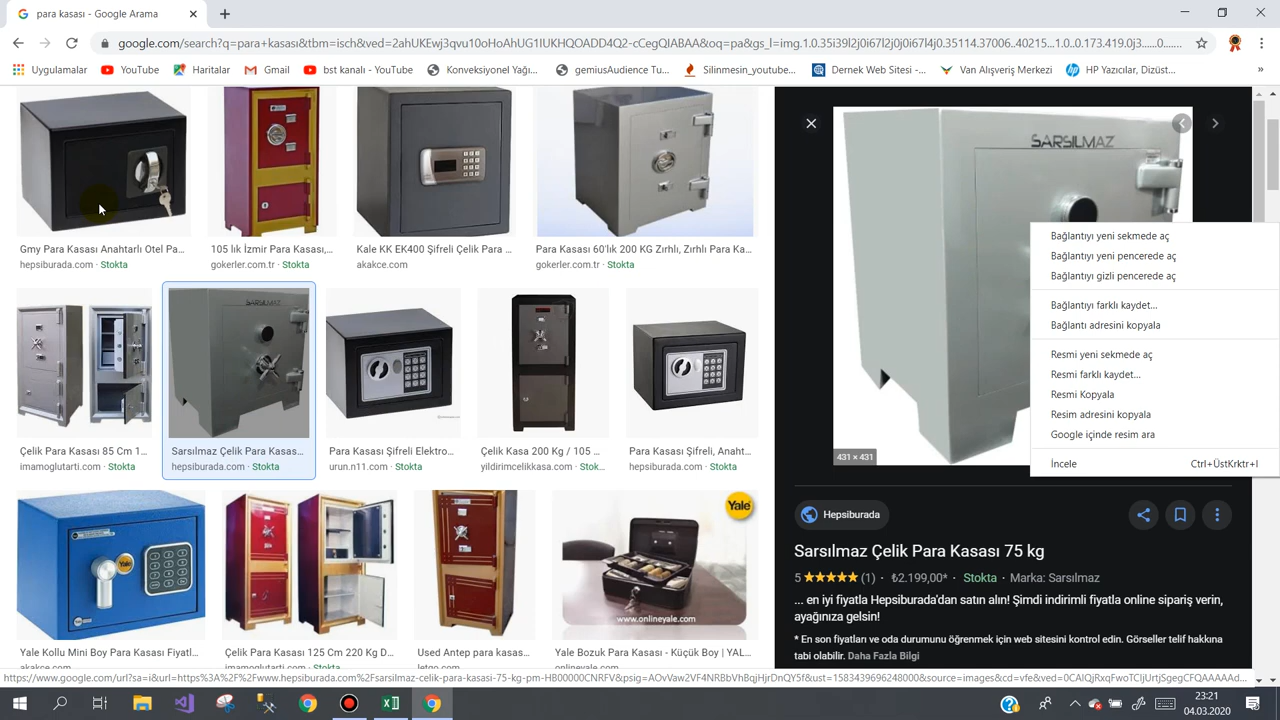 para kasası - Google Arama
google.com/search?q=para+kasası&tbm=isch&ved=2ahUKEwj3qvu10oHoAhUG1IUKHQOADD4Q2-cCegQIABAA&oq=pa&gs_l=img.1.0.35i39l2j0i67l2j0j0i67l4j0.35114.37006..40215...1.0..0.173.419.0j3......0...
Uygulamalar
YouTube
Haritalar
Gmail
bst kanalı - YouTube
Konveksiyonel Yağı...
gemiusAudience Tu...
Silinmesin_youtube...
Dernek Web Sitesi -...
Van Alışveriş Merkezi
HP Yazıcılar, Dizüst...
»
Gmy Para Kasası Anahtarlı Otel Pa...
hepsiburada.com · Stokta
105 lik İzmir Para Kasası,...
gokerler.com.tr · Stokta
Kale KK EK400 Şifreli Çelik Para ...
akakce.com
Para Kasası 60'lık 200 KG Zırhlı, Zırhlı Para Ka...
gokerler.com.tr · Stokta
Çelik Para Kasası 85 Cm 1...
imamoglutarti.com · Stokta
SARSILMAZ
Sarsılmaz Çelik Para Kasas...
hepsiburada.com · Stokta
Para Kasası Şifreli Elektro...
urun.n11.com · Stokta
Çelik Kasa 200 Kg / 105 ...
yildirimcelikkasa.com · Stok...
Para Kasası Şifreli, Anaht...
hepsiburada.com · Stokta
Yale
Yale Kollu Mini Boy Para Kasası Fiyatl...
akakce.com
Çelik Para Kasası 125 Cm 220 Kg D...
imamoglutarti.com · Stokta
Used Antep para kasas...
letgo.com
Yale
www.onlineyale.com
Yale Bozuk Para Kasası - Küçük Boy | YAL...
onlineyale.com
SARSILMAZ
431 × 431
Bağlantıyı yeni sekmede aç
Bağlantıyı yeni pencerede aç
Bağlantıyı gizli pencerede aç
Bağlantıyı farklı kaydet...
Bağlantı adresini kopyala
Resmi yeni sekmede aç
Resmi farklı kaydet...
Resmi Kopyala
Resim adresini kopyala
Google içinde resim ara
İncele Ctrl+ÜstKrktr+I
Hepsiburada
Sarsılmaz Çelik Para Kasası 75 kg
5 ★★★★★ (1) · ₺2.199,00* · Stokta · Marka: Sarsılmaz
... en iyi fiyatla Hepsiburada'dan satın alın! Şimdi indirimli fiyatla online sipariş verin,
ayağınıza gelsin!
* En son fiyatları ve oda durumunu öğrenmek için web sitesini kontrol edin. Görseller telif hakkına
tabi olabilir. Daha Fazla Bilgi
23:21
04.03.2020